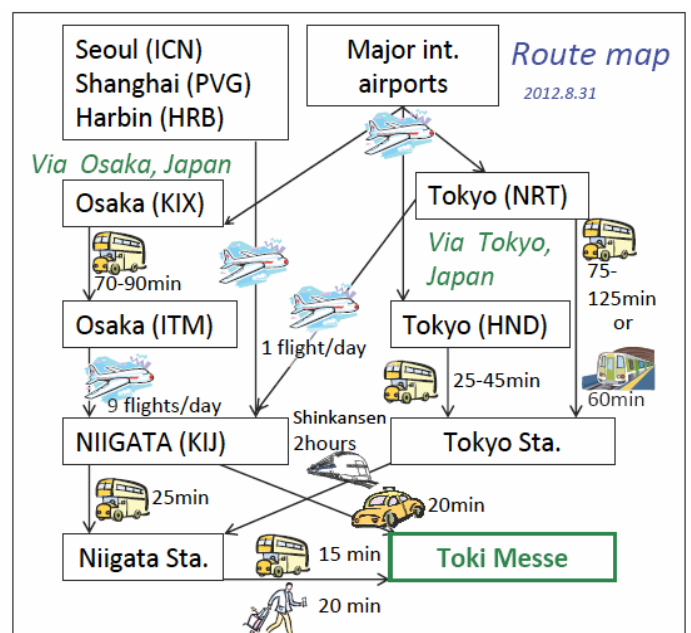 Seoul (ICN)
Shanghai (PVG)
Harbin (HRB)
Major int.
airports
Route map
2012.8.31
Via Osaka, Japan
Osaka (KIX)
Tokyo (NRT)
Via Tokyo,
Japan
70-90min
75-
125min
or
60min
Osaka (ITM)
1 flight/day
Tokyo (HND)
25-45min
9 flights/day
NIIGATA (KIJ)
Shinkansen
2hours
Tokyo Sta.
25min
20min
Niigata Sta.
15 min
Toki Messe
20 min